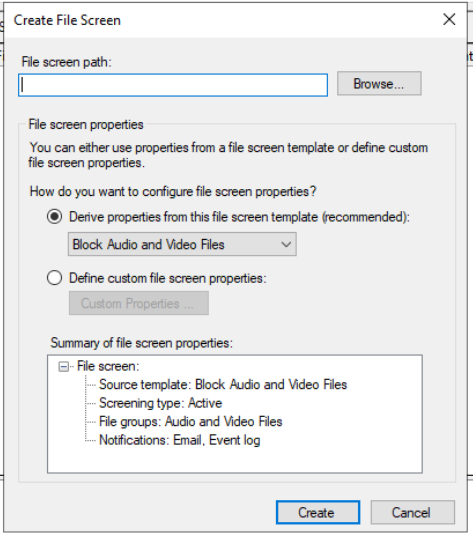 Create File Screen
File screen path:
Browse...
File screen properties
You can either use properties from a file screen template or define custom
file screen properties.
How do you want to configure file screen properties?
Derive properties from this file screen template (recommended):
Block Audio and Video Files
Define custom file screen properties:
Custom Properties ...
Summary of file screen properties:
File screen:
Source template: Block Audio and Video Files
Screening type: Active
File groups: Audio and Video Files
Notifications: Email, Event log
Create
Cancel